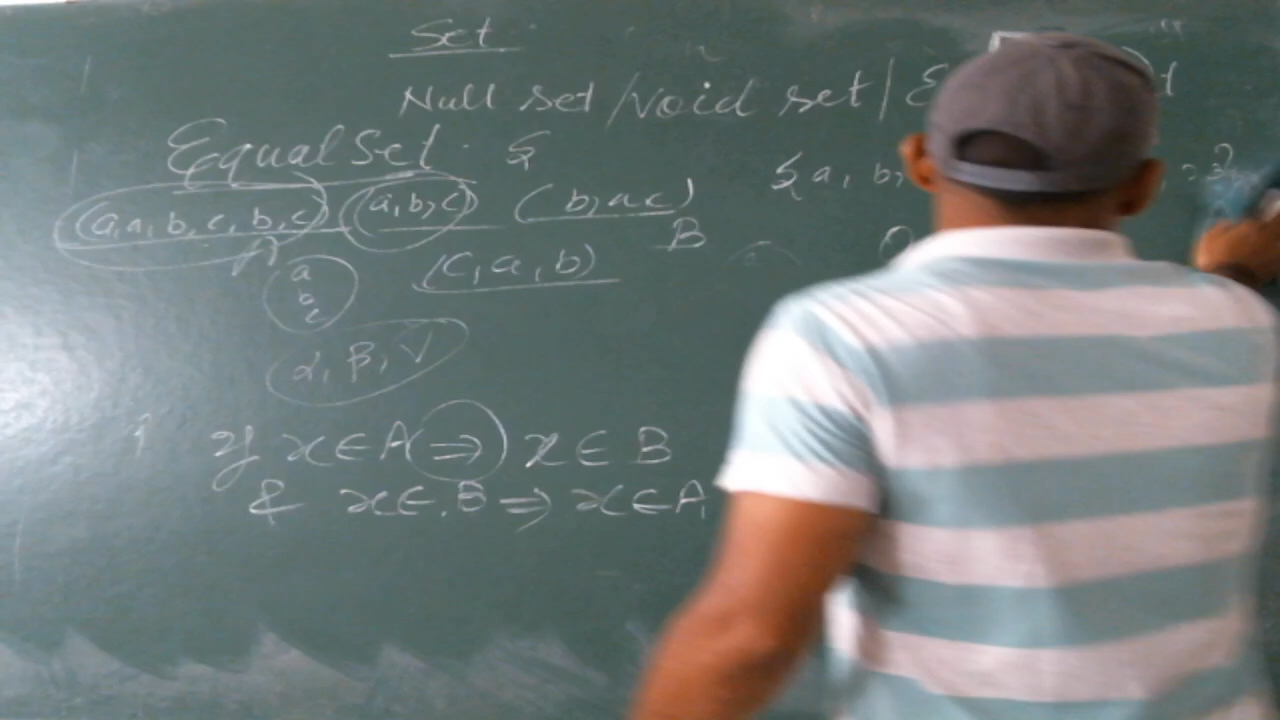 Set
Null set / Void set /
Equal Set.
{a, b,
(a, a, b, c, b, c) (a, b, c) (b, a c)
A B
a (c, a, b)
b
c
α, β, γ
if x ∈ A ⇒ x ∈ B
& x ∈ B ⇒ x ∈ A